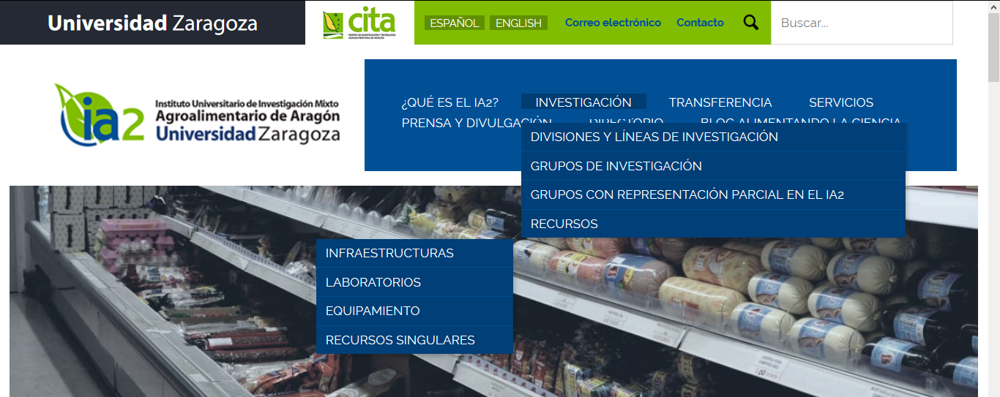 Universidad Zaragoza
cita
CENTRO DE INVESTIGACIÓN Y TECNOLOGÍA
AGROALIMENTARIA DE ARAGÓN
ESPAÑOL ENGLISH Correo electrónico Contacto Buscar...
ia2
Instituto Universitario de Investigación Mixto
Agroalimentario de Aragón
Universidad Zaragoza
¿QUÉ ES EL IA2? INVESTIGACIÓN TRANSFERENCIA SERVICIOS
PRENSA Y DIVULGACIÓN DIRECTORIO BLOG ALIMENTANDO LA CIENCIA
DIVISIONES Y LÍNEAS DE INVESTIGACIÓN
GRUPOS DE INVESTIGACIÓN
GRUPOS CON REPRESENTACIÓN PARCIAL EN EL IA2
RECURSOS
INFRAESTRUCTURAS
LABORATORIOS
EQUIPAMIENTO
RECURSOS SINGULARES